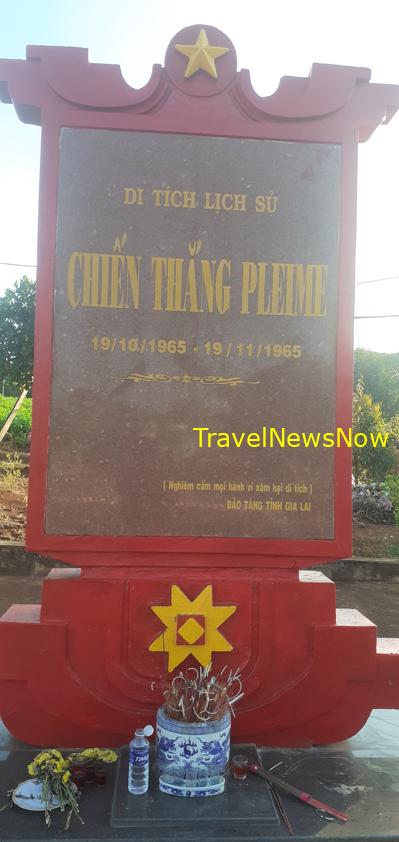 DI TÍCH LỊCH SỬ
CHIẾN THẮNG PLEIME
19/10/1965 - 19/11/1965
TravelNewsNow
( Nghiêm cấm mọi hành vi xâm hại di tích )
BẢO TÀNG TỈNH GIA LAI